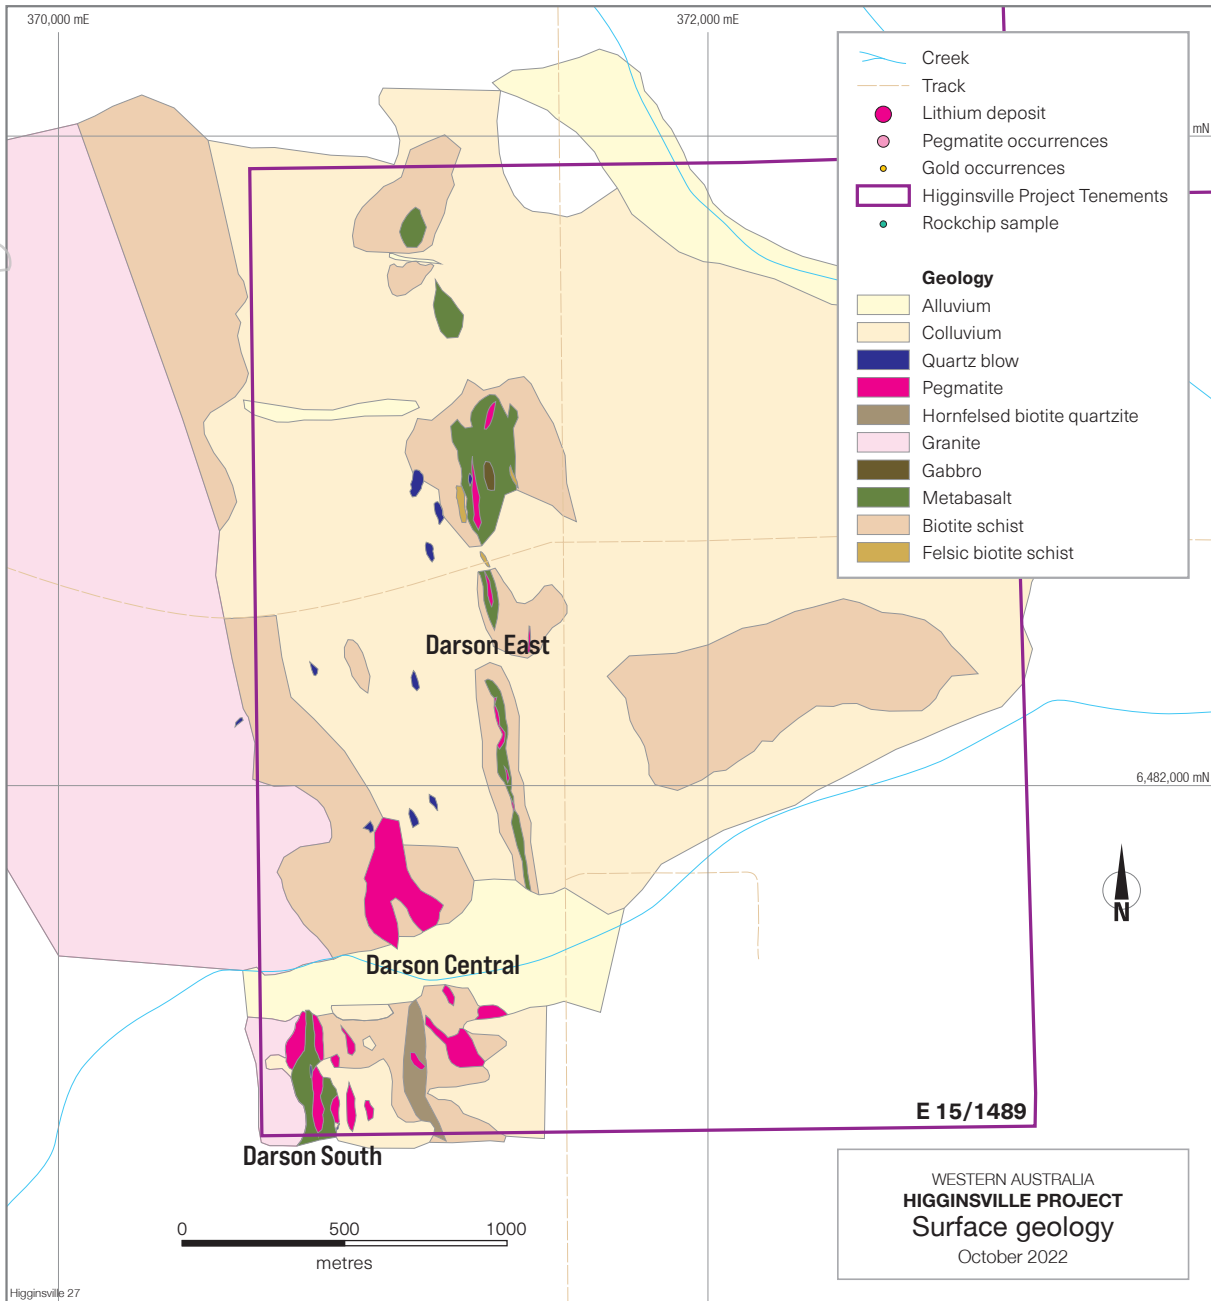 370,000 mE
372,000 mE
mN
Creek
Track
Lithium deposit
Pegmatite occurrences
Gold occurrences
Higginsville Project Tenements
Rockchip sample
Geology
Alluvium
Colluvium
Quartz blow
Pegmatite
Hornfelsed biotite quartzite
Granite
Gabbro
Metabasalt
Biotite schist
Felsic biotite schist
Darson East
6,482,000 mN
N
Darson Central
E 15/1489
Darson South
0 500 1000
metres
WESTERN AUSTRALIA
HIGGINSVILLE PROJECT
Surface geology
October 2022
Higginsville 27